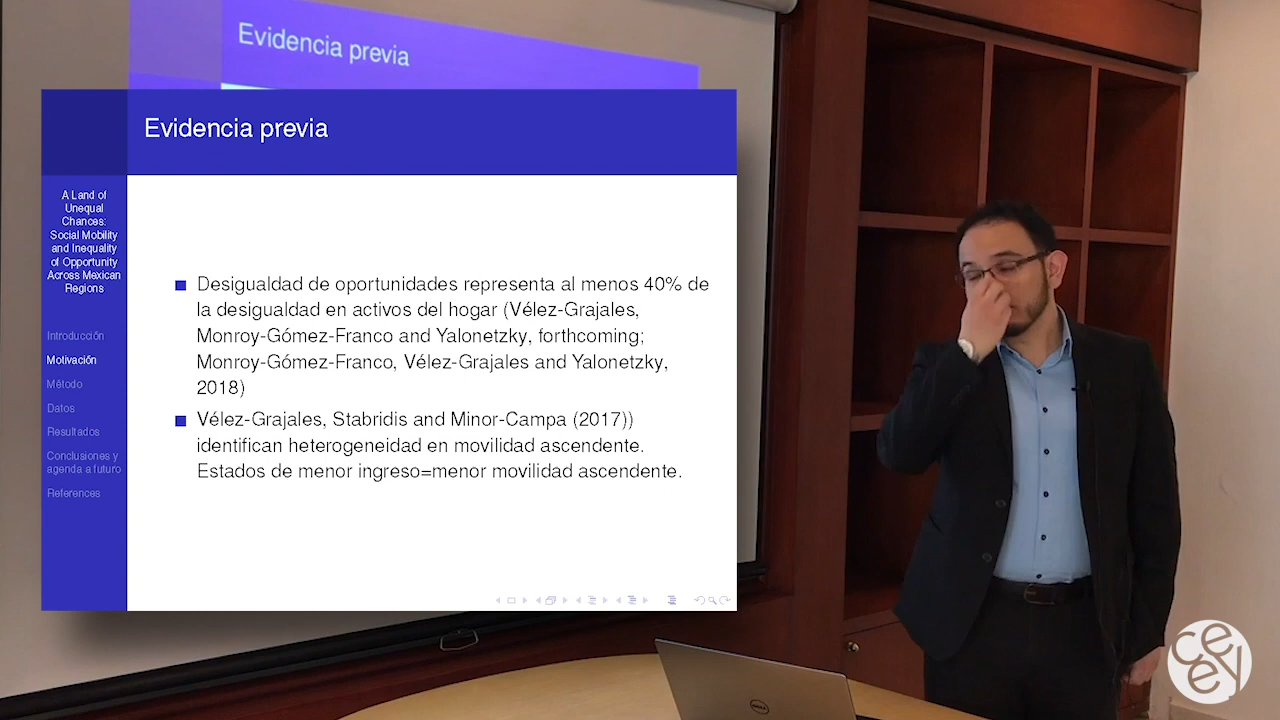 Evidencia previa
Evidencia previa
A Land of
Unequal
Chances:
Social Mobility
and Inequality
of Opportunity
Across Mexican
Regions
Introducción
Motivación
Método
Datos
Resultados
Conclusiones y
agenda a futuro
References
Desigualdad de oportunidades representa al menos 40% de
la desigualdad en activos del hogar (Vélez-Grajales,
Monroy-Gómez-Franco and Yalonetzky, forthcoming;
Monroy-Gómez-Franco, Vélez-Grajales and Yalonetzky,
2018)
Vélez-Grajales, Stabridis and Minor-Campa (2017))
identifican heterogeneidad en movilidad ascendente.
Estados de menor ingreso=menor movilidad ascendente.
DELL
ceey